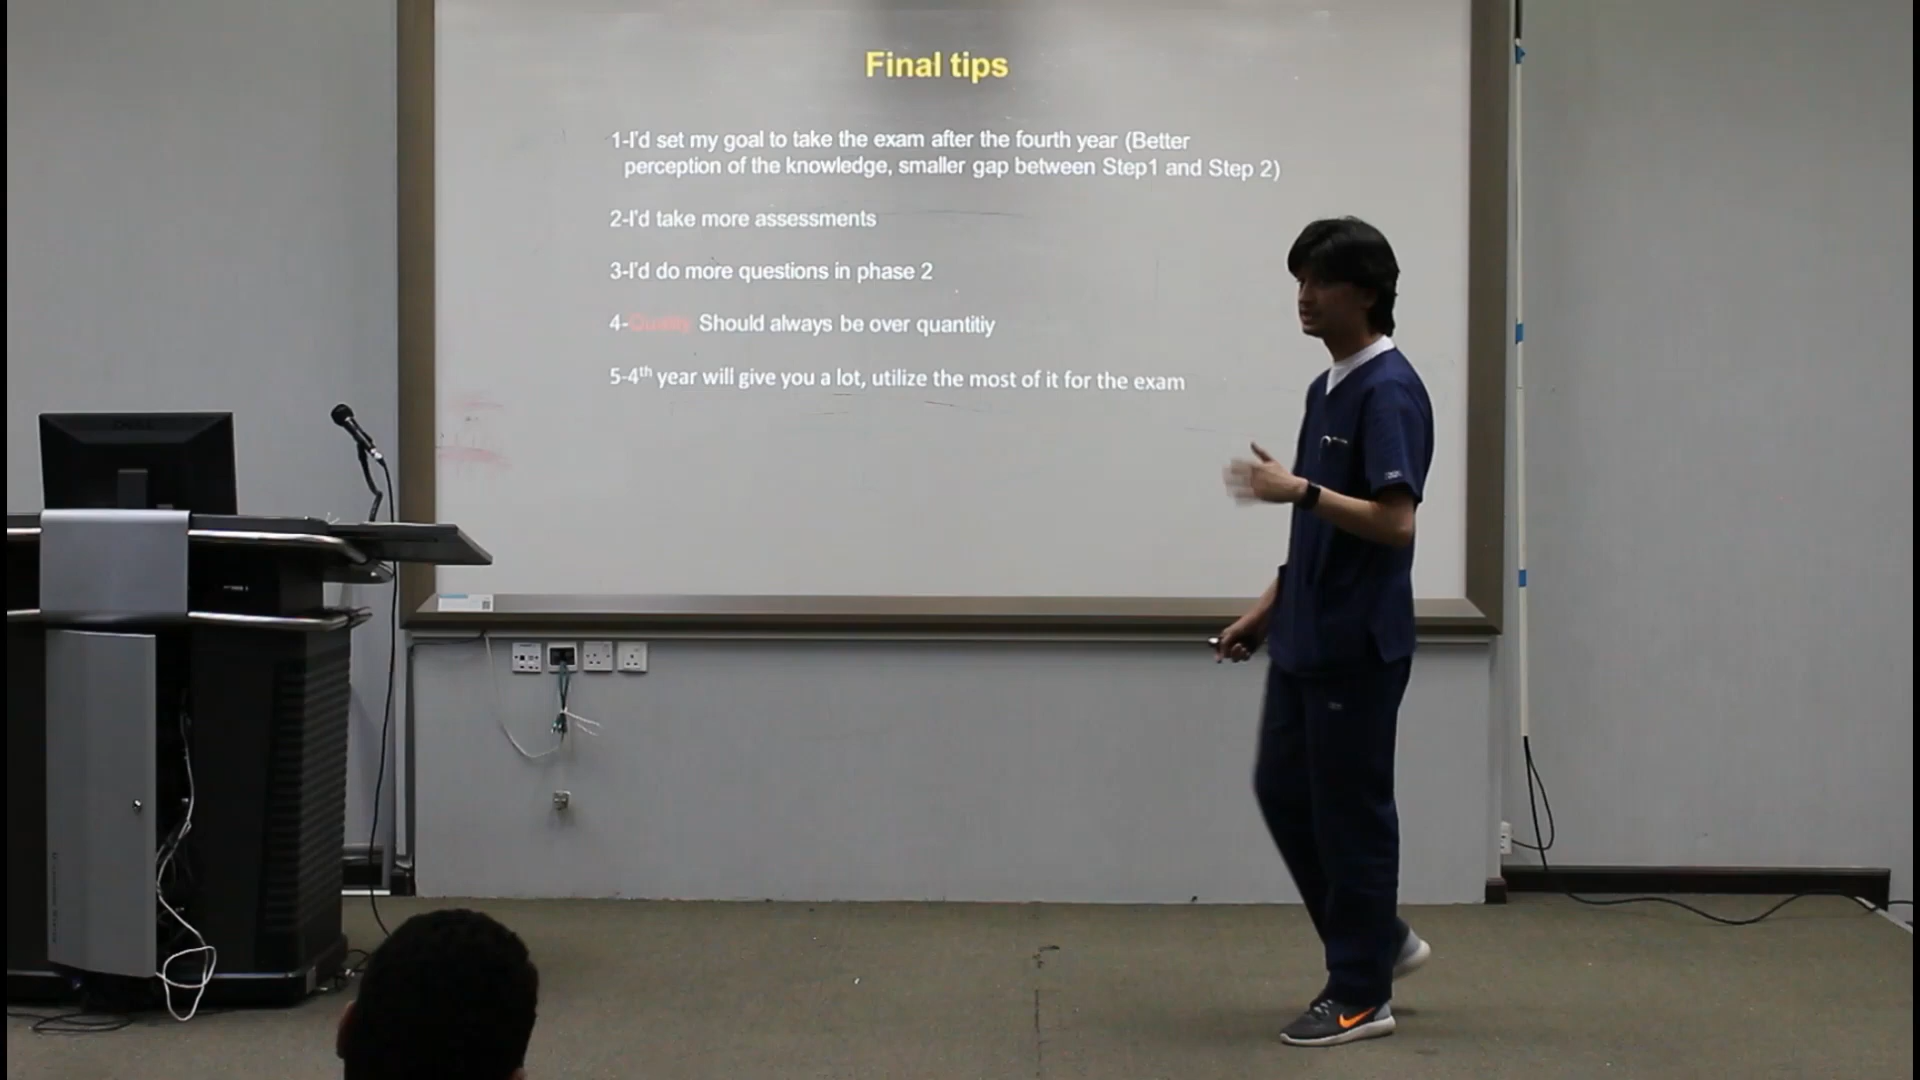 Final tips
1-I'd set my goal to take the exam after the fourth year (Better
perception of the knowledge, smaller gap between Step1 and Step 2)
2-I'd take more assessments
3-I'd do more questions in phase 2
4-Quality Should always be over quantitiy
5-4th year will give you a lot, utilize the most of it for the exam
DELL